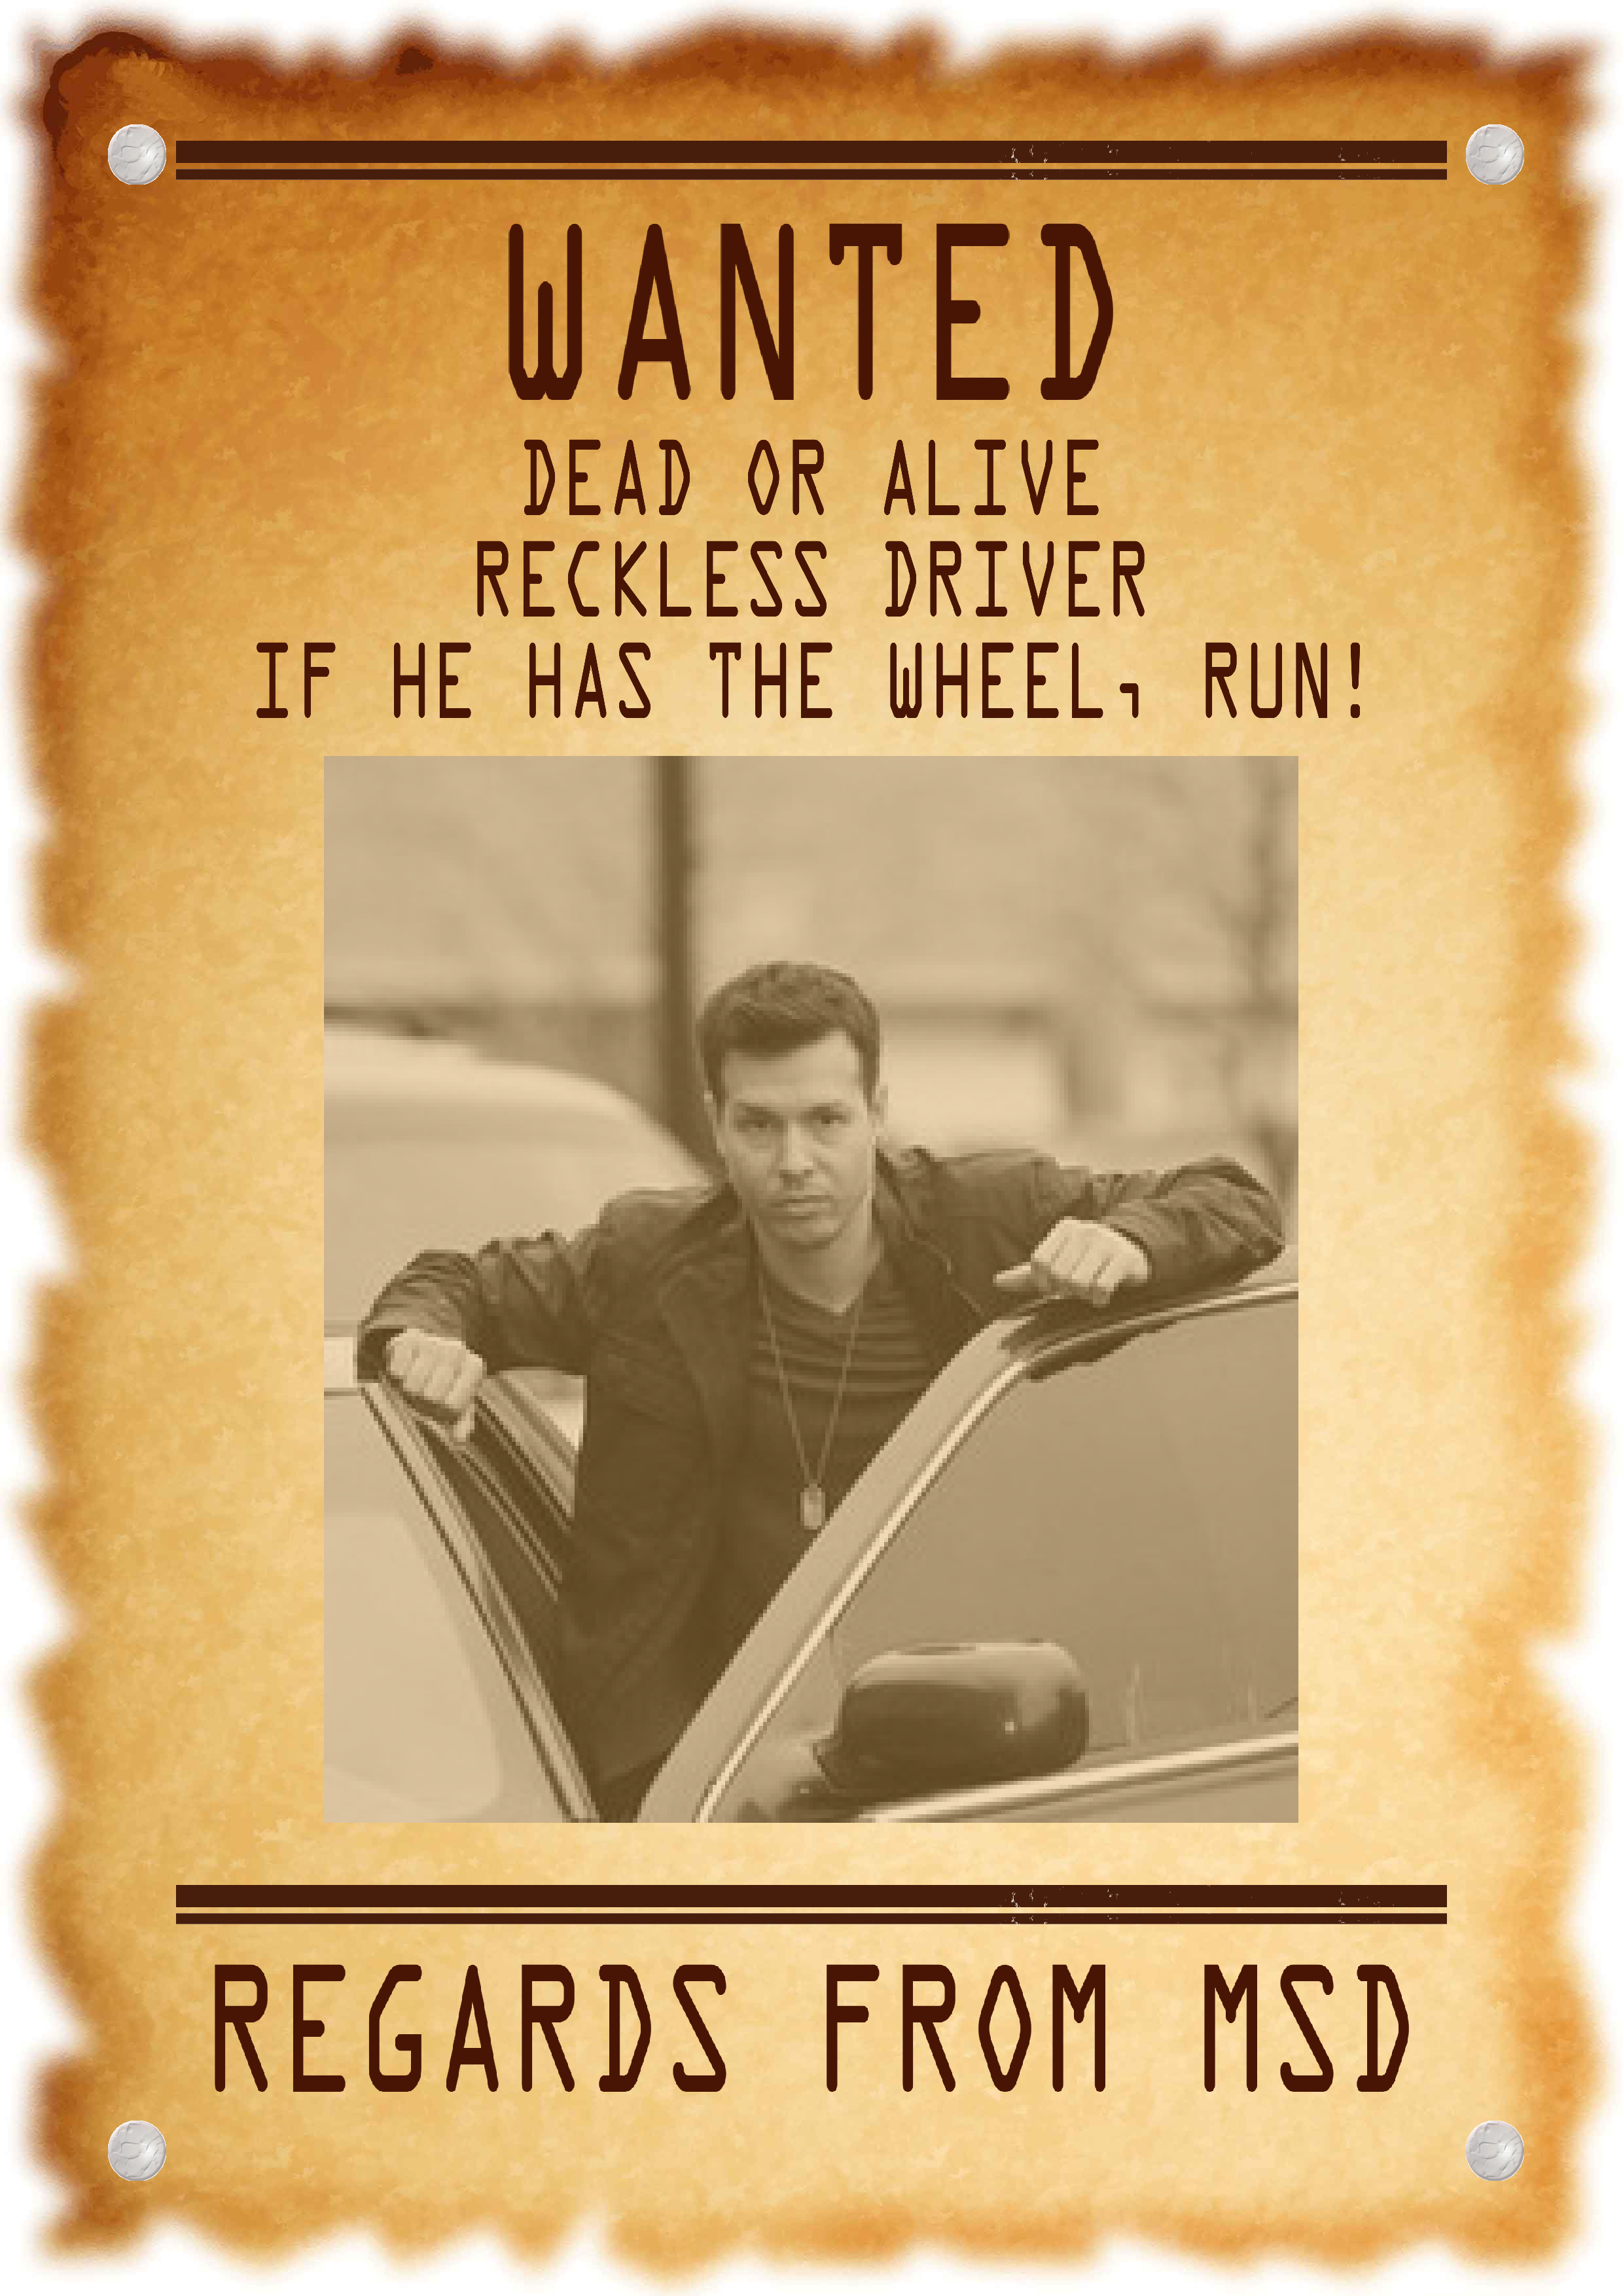 WANTED
DEAD OR ALIVE
RECKLESS DRIVER
IF HE HAS THE WHEEL, RUN!
REGARDS FROM MSD